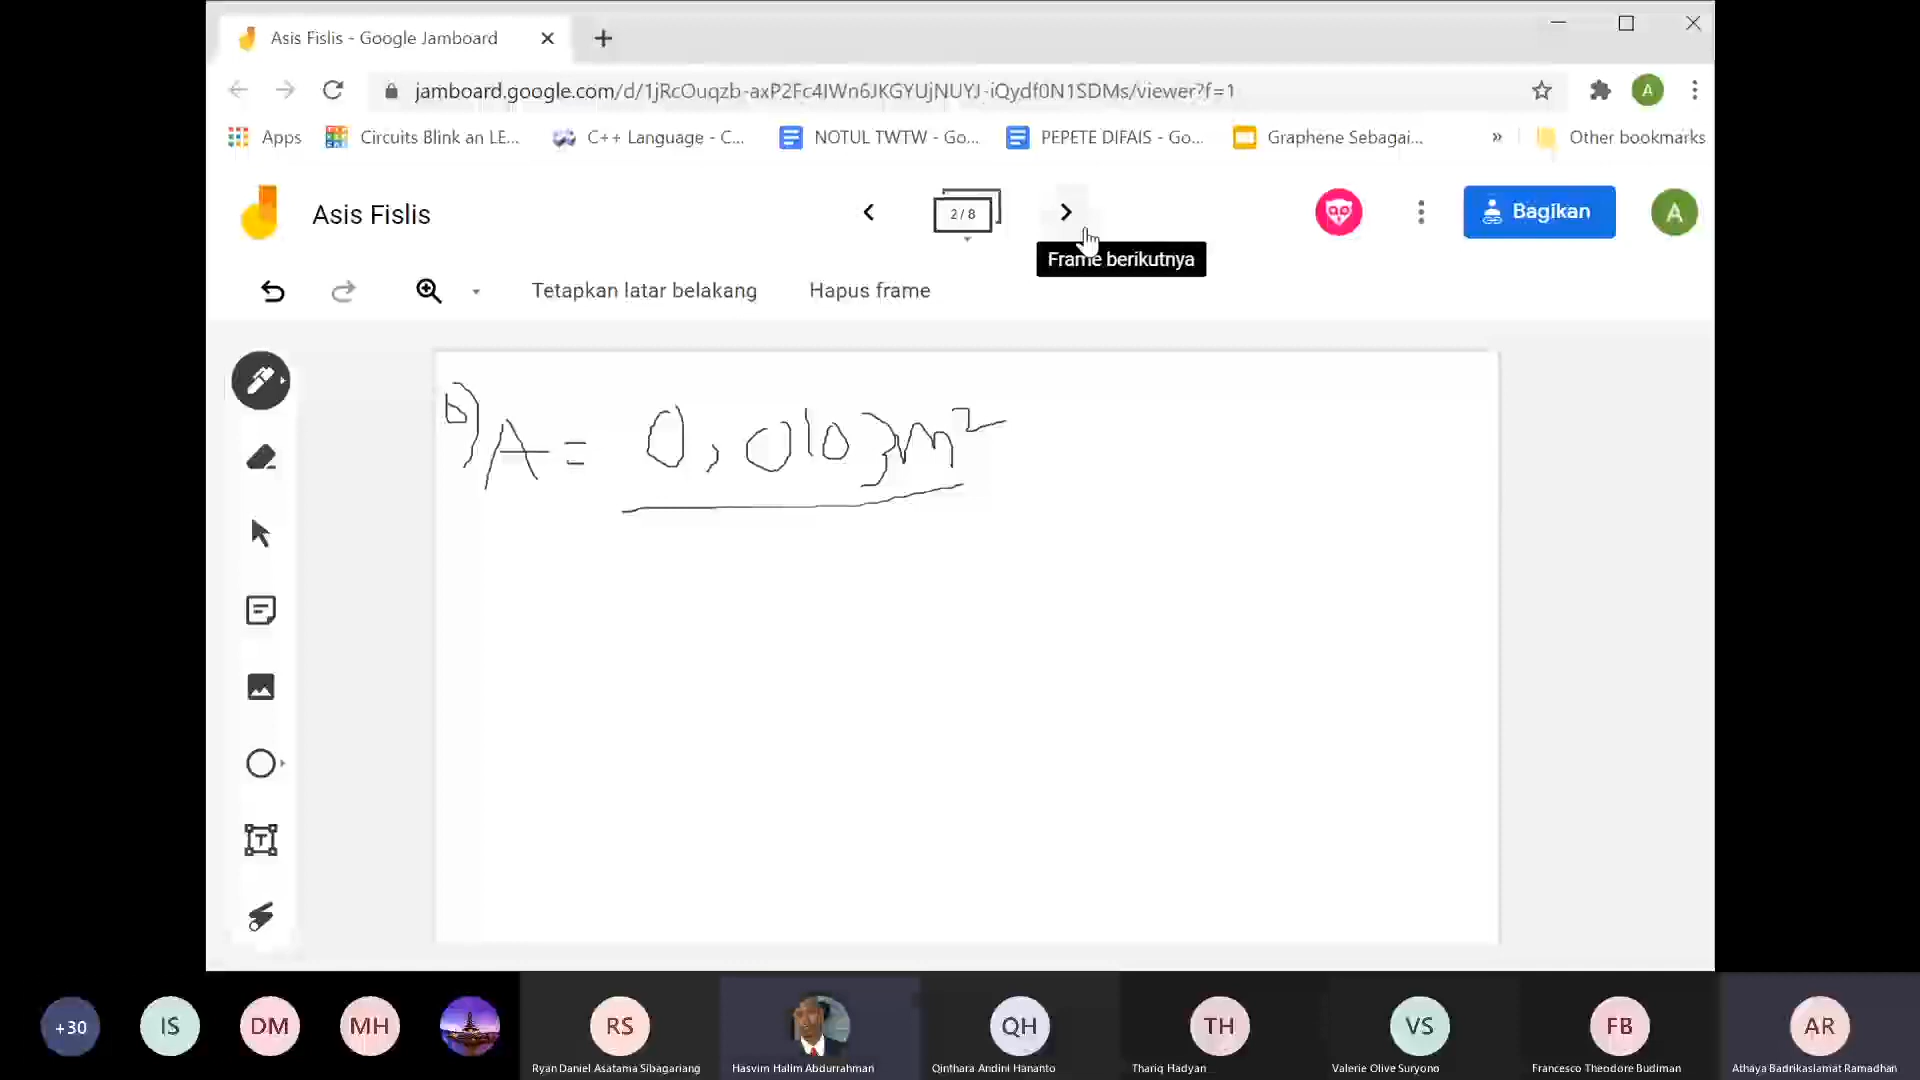 Asis Fislis - Google Jamboard
jamboard.google.com/d/1jRcOuqzb-axP2Fc4IWn6JKGYUjNUYJ-iQydf0N1SDMs/viewer?f=1
A
Apps
Circuits Blink an LE...
C++ Language - C...
NOTUL TWTW - Go...
PEPETE DIFAIS - Go...
Graphene Sebagai...
»
Other bookmarks
Asis Fislis
2 / 8
Bagikan
A
Frame berikutnya
Tetapkan latar belakang
Hapus frame
b) A = 0,0103 m²
+30
IS
DM
MH
RS
QH
TH
VS
FB
AR
Ryan Daniel Asatama Sibagariang
Hasvim Halim Abdurrahman
Qinthara Andini Hananto
Thariq Hadyan
Valerie Olive Suryono
Francesco Theodore Budiman
Athaya Badrikaslamat Ramadhan